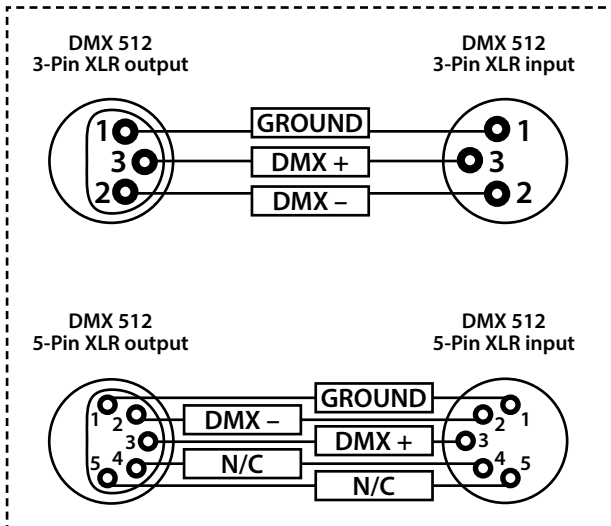 DMX 512
3-Pin XLR output
DMX 512
3-Pin XLR input
1 GROUND 1
3 DMX + 3
2 DMX – 2
DMX 512
5-Pin XLR output
DMX 512
5-Pin XLR input
1 GROUND 1
2 DMX – 2
3 DMX + 3
4 N/C 4
5 N/C 5